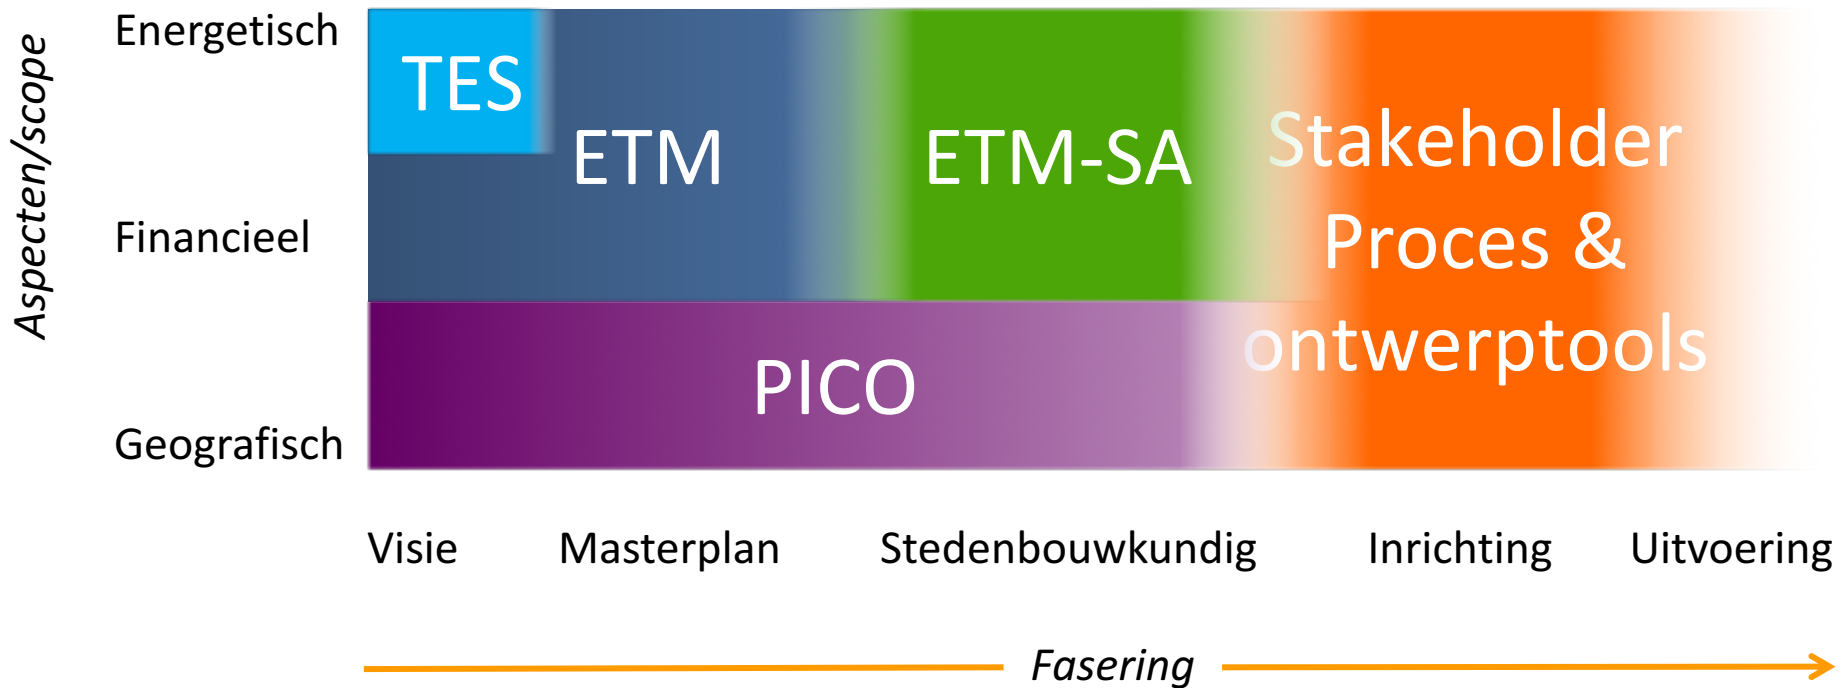 Aspecten/scope
Energetisch
Financieel
Geografisch
TES
ETM
ETM-SA
PICO
Stakeholder
Proces &
ontwerptools
Visie
Masterplan
Stedenbouwkundig
Inrichting
Uitvoering
Fasering